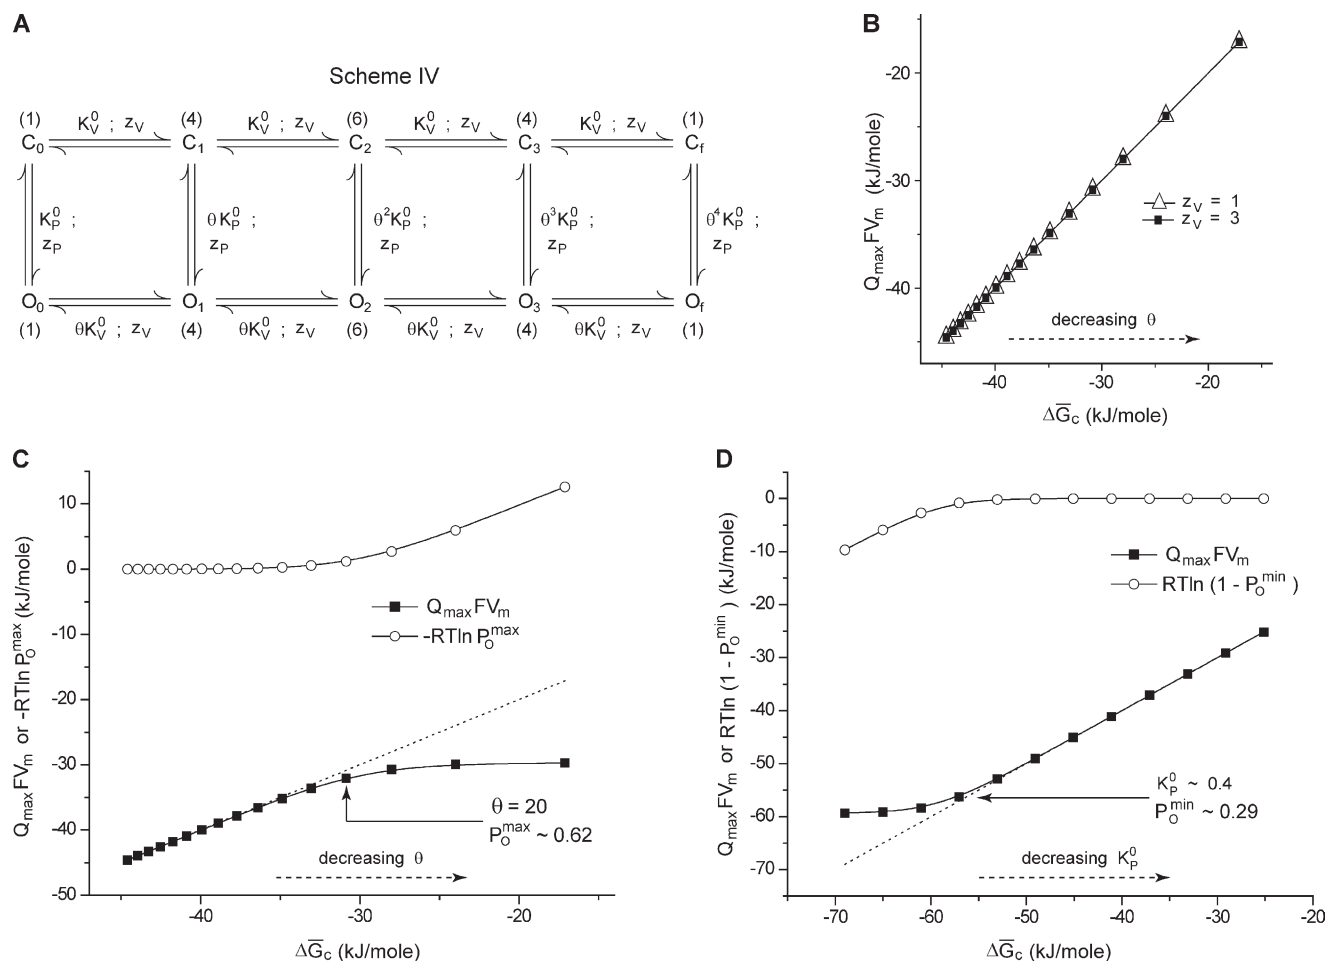 A
Scheme IV
(1) K_V^0 ; z_V (4) K_V^0 ; z_V (6) K_V^0 ; z_V (4) K_V^0 ; z_V (1)
C_0 C_1 C_2 C_3 C_f
K_P^0 ; θK_P^0 ; θ^2K_P^0 ; θ^3K_P^0 ; θ^4K_P^0 ;
z_P z_P z_P z_P z_P
O_0 O_1 O_2 O_3 O_f
(1) θK_V^0 ; z_V (4) θK_V^0 ; z_V (6) θK_V^0 ; z_V (4) θK_V^0 ; z_V (1)
B
Q_max FV_m (kJ/mole)
-20
-30
-40
z_V = 1
z_V = 3
decreasing θ
-40 -30 -20
ΔG̅_c (kJ/mole)
C
Q_max FV_m or -RTln P_O^max (kJ/mole)
10
0
-10
-20
-30
-40
-50
Q_max FV_m
-RTln P_O^max
θ = 20
P_O^max ~ 0.62
decreasing θ
-40 -30 -20
ΔG̅_c (kJ/mole)
D
Q_max FV_m or RTln (1 - P_O^min) (kJ/mole)
0
-10
-20
-30
-40
-50
-60
-70
Q_max FV_m
RTln (1 - P_O^min )
K_P^0 ~ 0.4
P_O^min ~ 0.29
decreasing K_P^0
-70 -60 -50 -40 -30 -20
ΔG̅_c (kJ/mole)